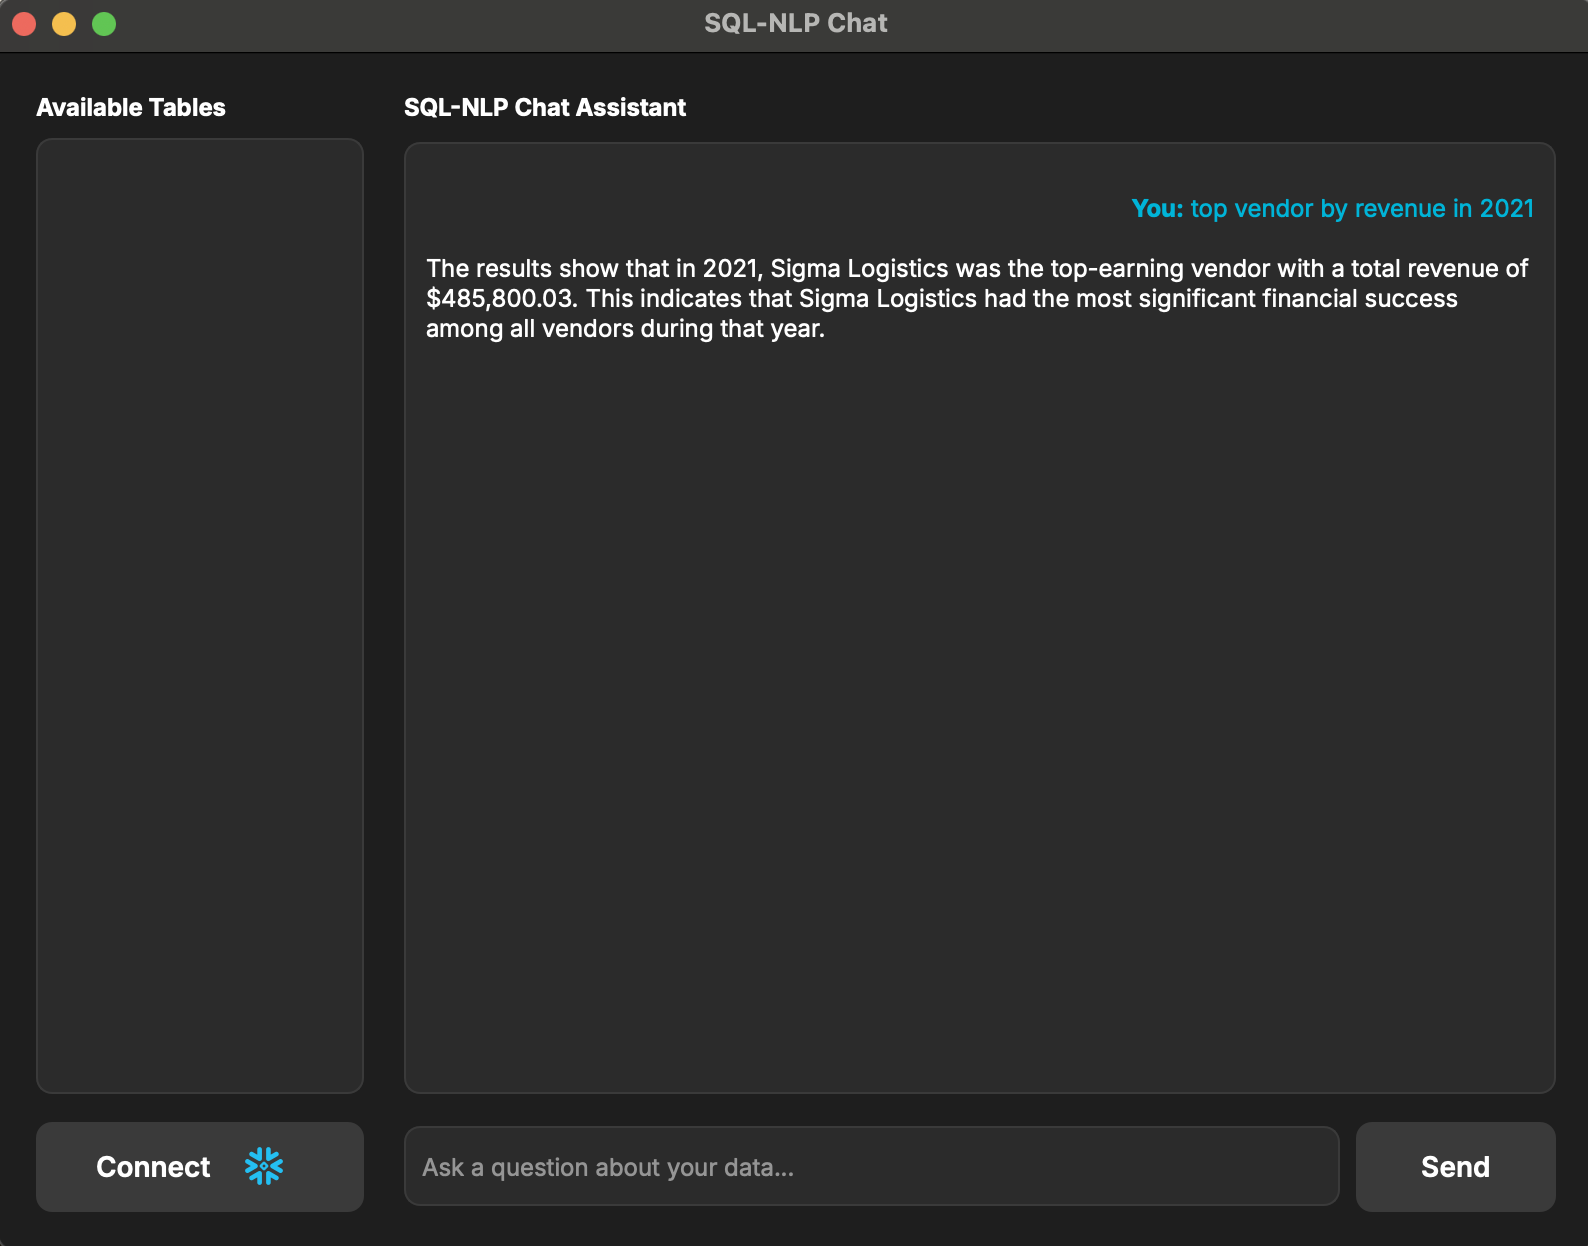 SQL-NLP Chat
Available Tables
SQL-NLP Chat Assistant
You: top vendor by revenue in 2021
The results show that in 2021, Sigma Logistics was the top-earning vendor with a total revenue of
$485,800.03. This indicates that Sigma Logistics had the most significant financial success
among all vendors during that year.
Connect
Ask a question about your data...
Send